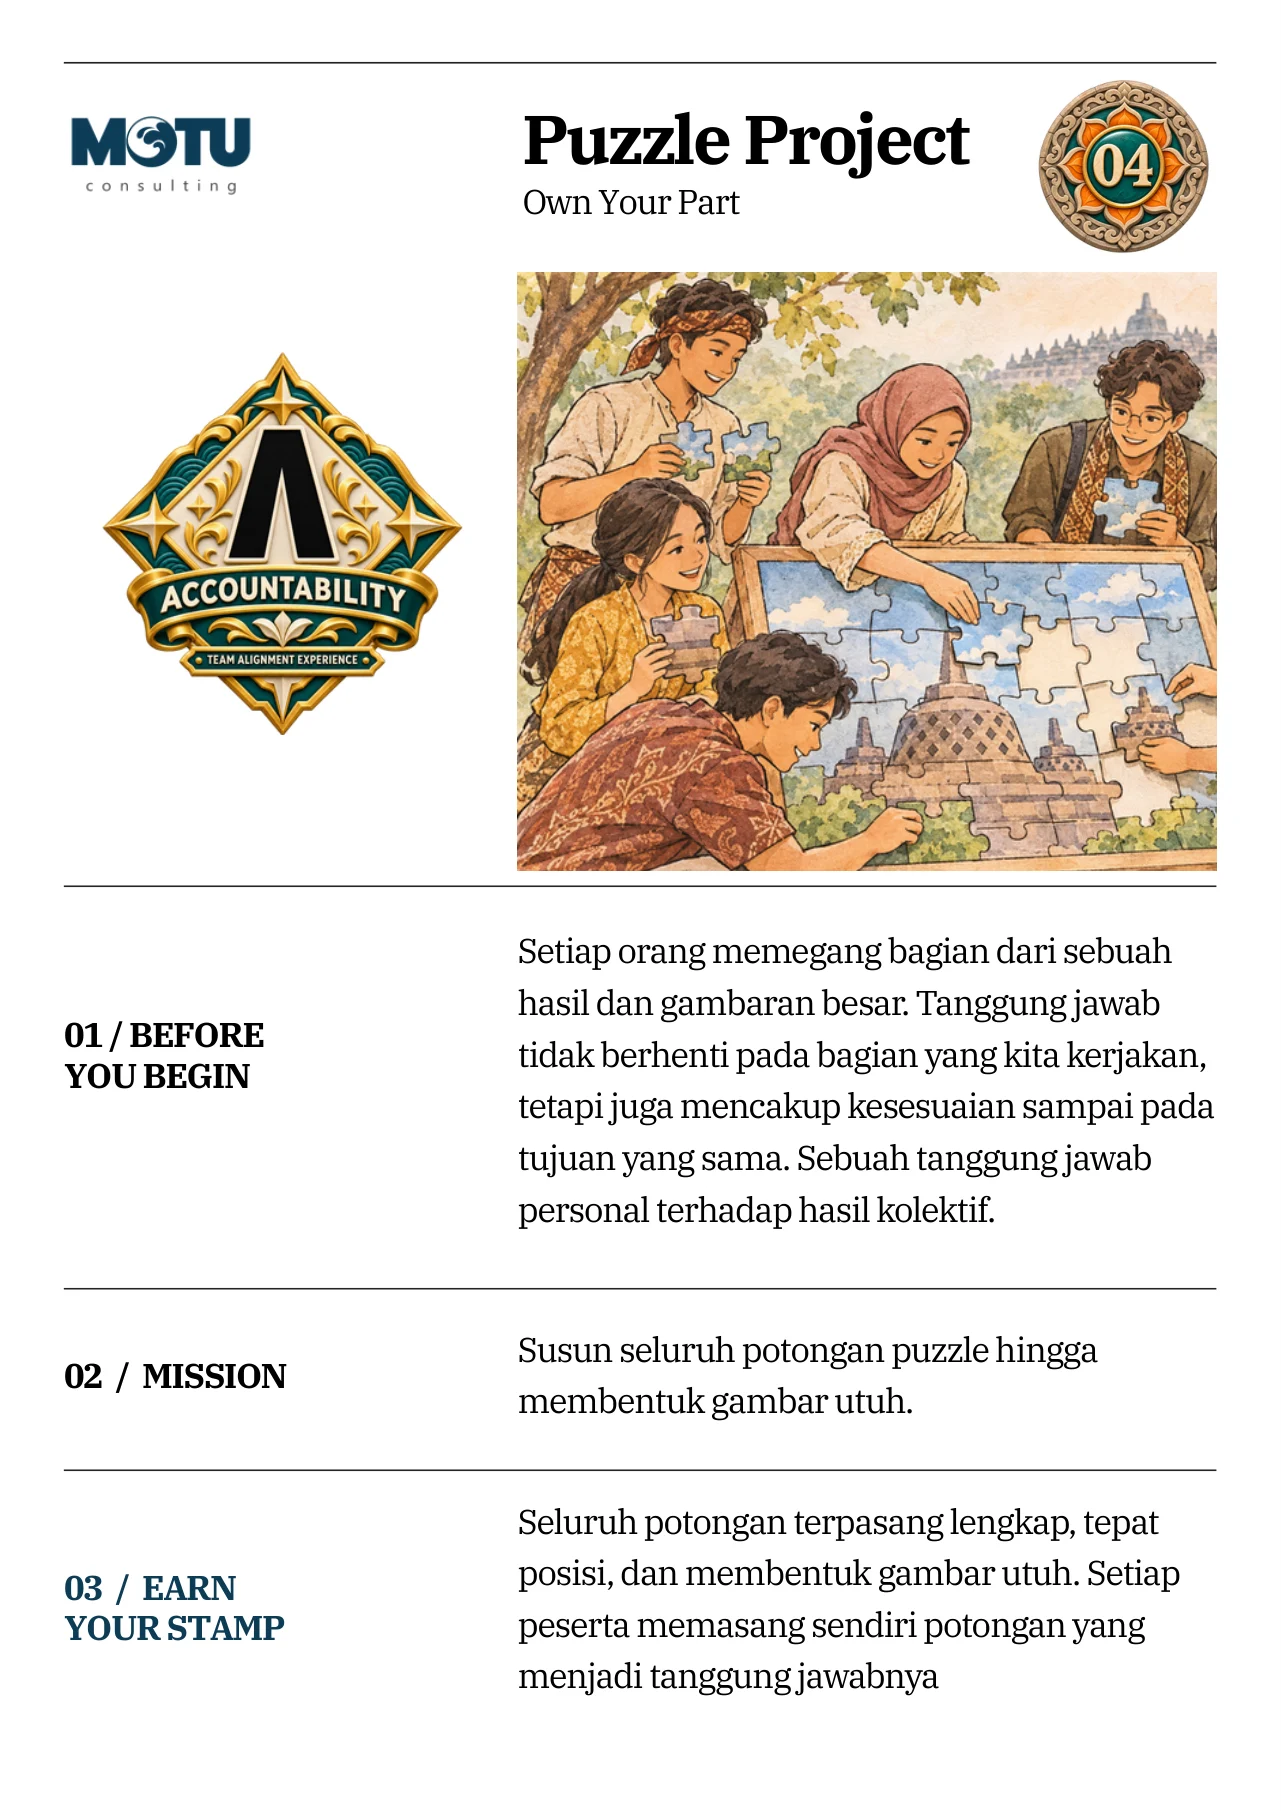 MOTU
consulting
Puzzle Project
Own Your Part
04
ACCOUNTABILITY
TEAM ALIGNMENT EXPERIENCE
01 / BEFORE
YOU BEGIN
Setiap orang memegang bagian dari sebuah
hasil dan gambaran besar. Tanggung jawab
tidak berhenti pada bagian yang kita kerjakan,
tetapi juga mencakup kesesuaian sampai pada
tujuan yang sama. Sebuah tanggung jawab
personal terhadap hasil kolektif.
02 / MISSION
Susun seluruh potongan puzzle hingga
membentuk gambar utuh.
03 / EARN
YOUR STAMP
Seluruh potongan terpasang lengkap, tepat
posisi, dan membentuk gambar utuh. Setiap
peserta memasang sendiri potongan yang
menjadi tanggung jawabnya